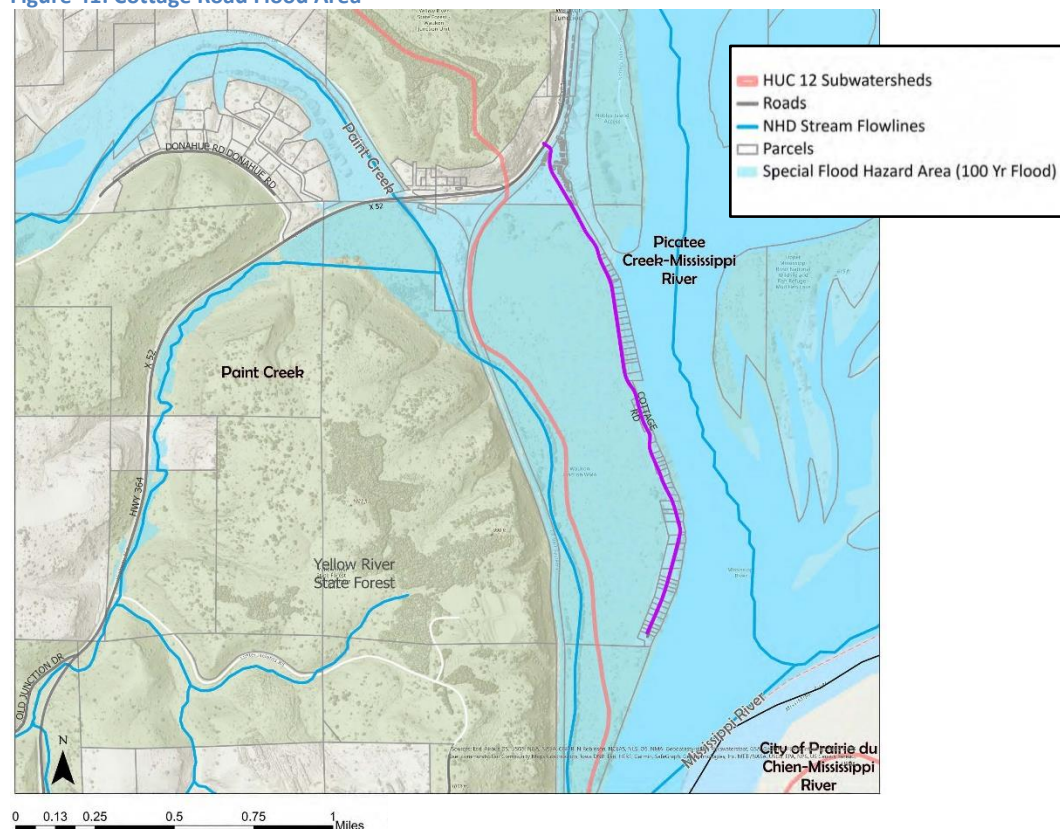 Figure 41: Cottage Road Flood Area
HUC 12 Subwatersheds
Roads
NHD Stream Flowlines
Parcels
Special Flood Hazard Area (100 Yr Flood)
Paint Creek
DONAHUE RD DONAHUE RD
X 52
Picatee
Creek-Mississippi
River
Paint Creek
X 52
COTTAGE
RD
HWY 364
Yellow River
State Forest
OLD JUNCTION DR
Mississippi River
City of Prairie du
Chien-Mississippi
River
N
0 0.13 0.25 0.5 0.75 1
Miles